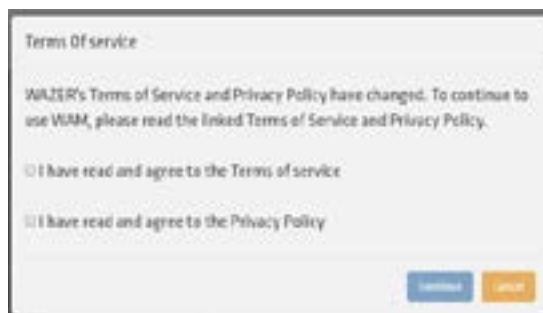 Terms Of service
WAZER's Terms of Service and Privacy Policy have changed. To continue to
use WAM, please read the linked Terms of Service and Privacy Policy.
I have read and agree to the Terms of service
I have read and agree to the Privacy Policy
Continue Cancel